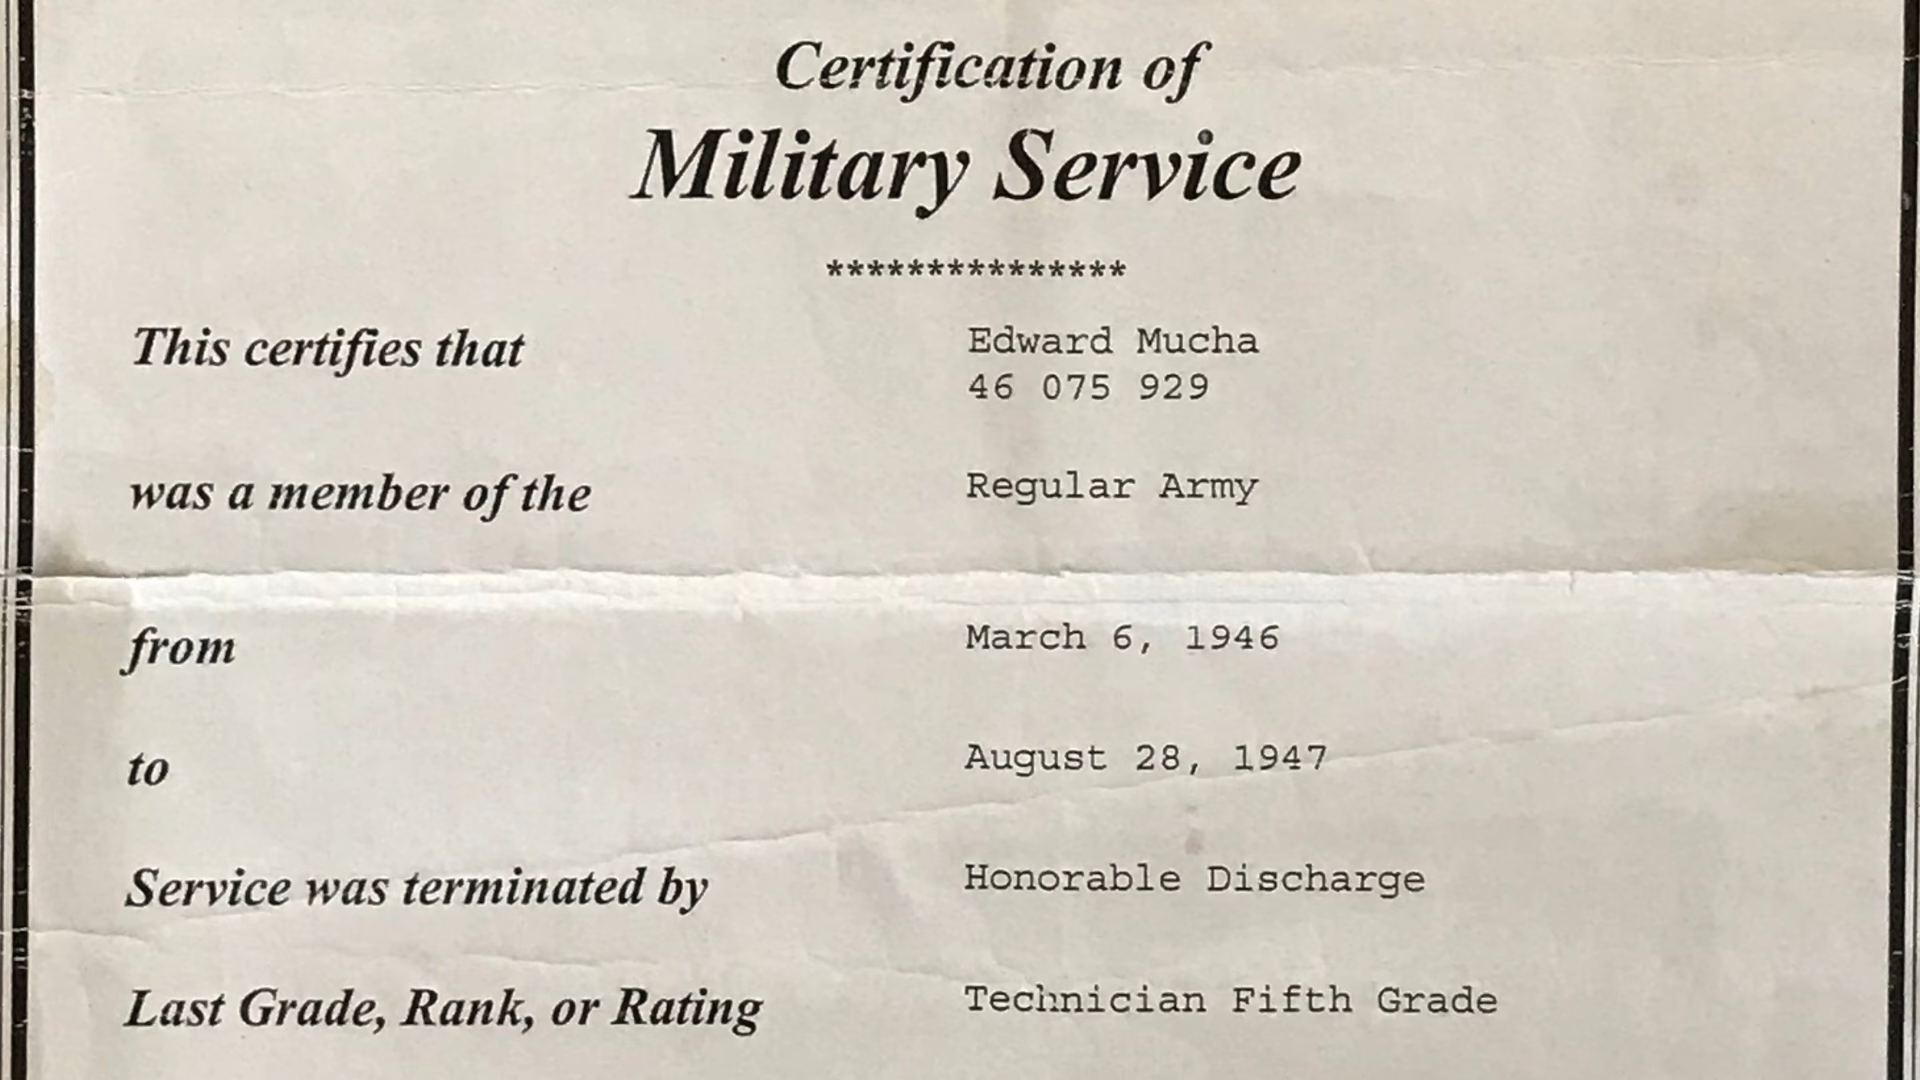 Certification of
Military Service
***************
This certifies that Edward Mucha
46 075 929
was a member of the Regular Army
from March 6, 1946
to August 28, 1947
Service was terminated by Honorable Discharge
Last Grade, Rank, or Rating Technician Fifth Grade